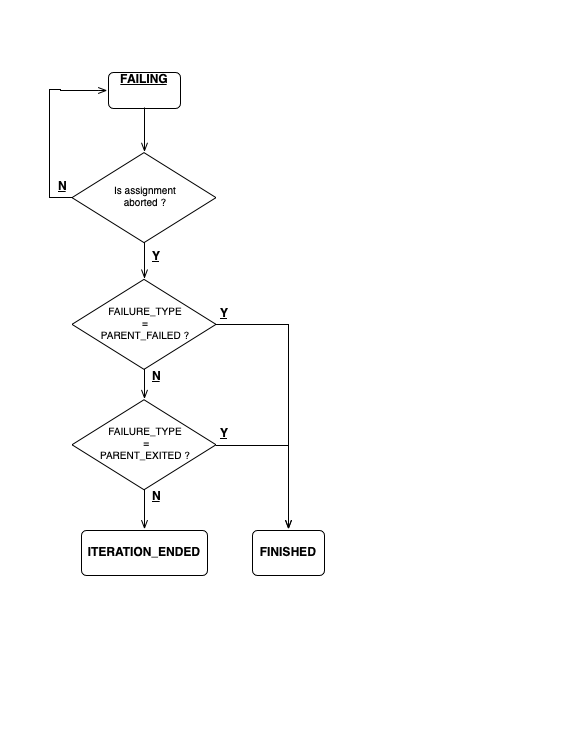 FAILING
N
Is assignment
aborted ?
Y
FAILURE_TYPE
=
PARENT_FAILED ?
Y
N
FAILURE_TYPE
=
PARENT_EXITED ?
Y
N
ITERATION_ENDED
FINISHED